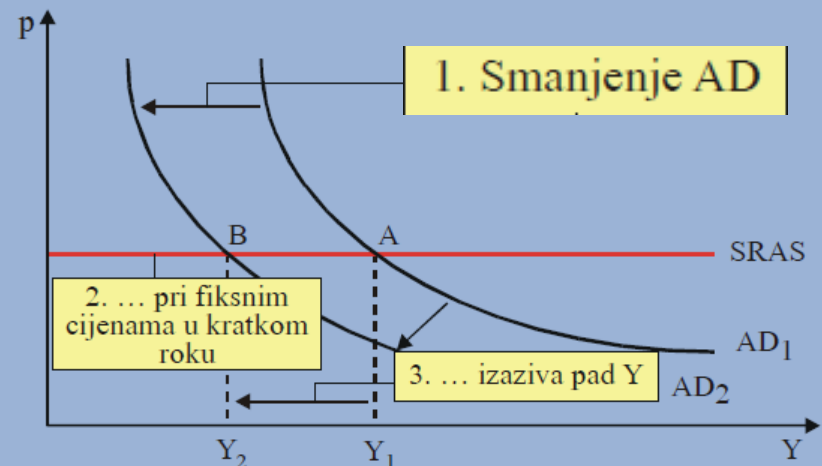 p
1. Smanjenje AD
B
A
SRAS
2. … pri fiksnim
cijenama u kratkom
roku
AD1
3. … izaziva pad Y
AD2
Y2
Y1
Y